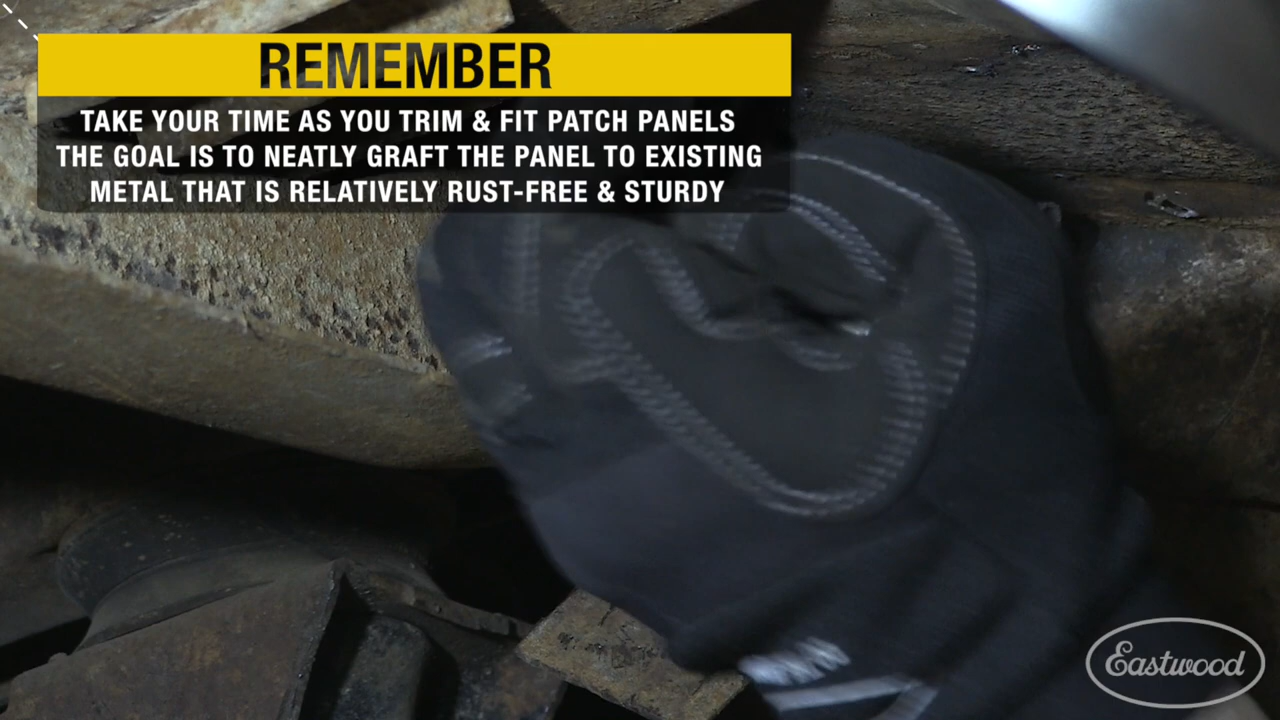 REMEMBER
TAKE YOUR TIME AS YOU TRIM & FIT PATCH PANELS
THE GOAL IS TO NEATLY GRAFT THE PANEL TO EXISTING
METAL THAT IS RELATIVELY RUST-FREE & STURDY
Eastwood